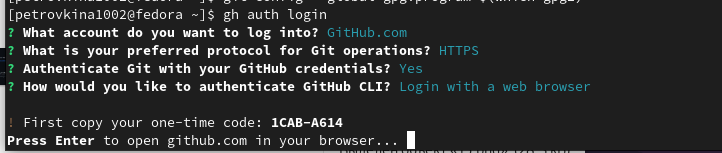 [petrovkina1002@fedora ~]$ gh auth login
? What account do you want to log into? GitHub.com
? What is your preferred protocol for Git operations? HTTPS
? Authenticate Git with your GitHub credentials? Yes
? How would you like to authenticate GitHub CLI? Login with a web browser
! First copy your one-time code: 1CAB-A614
Press Enter to open github.com in your browser...